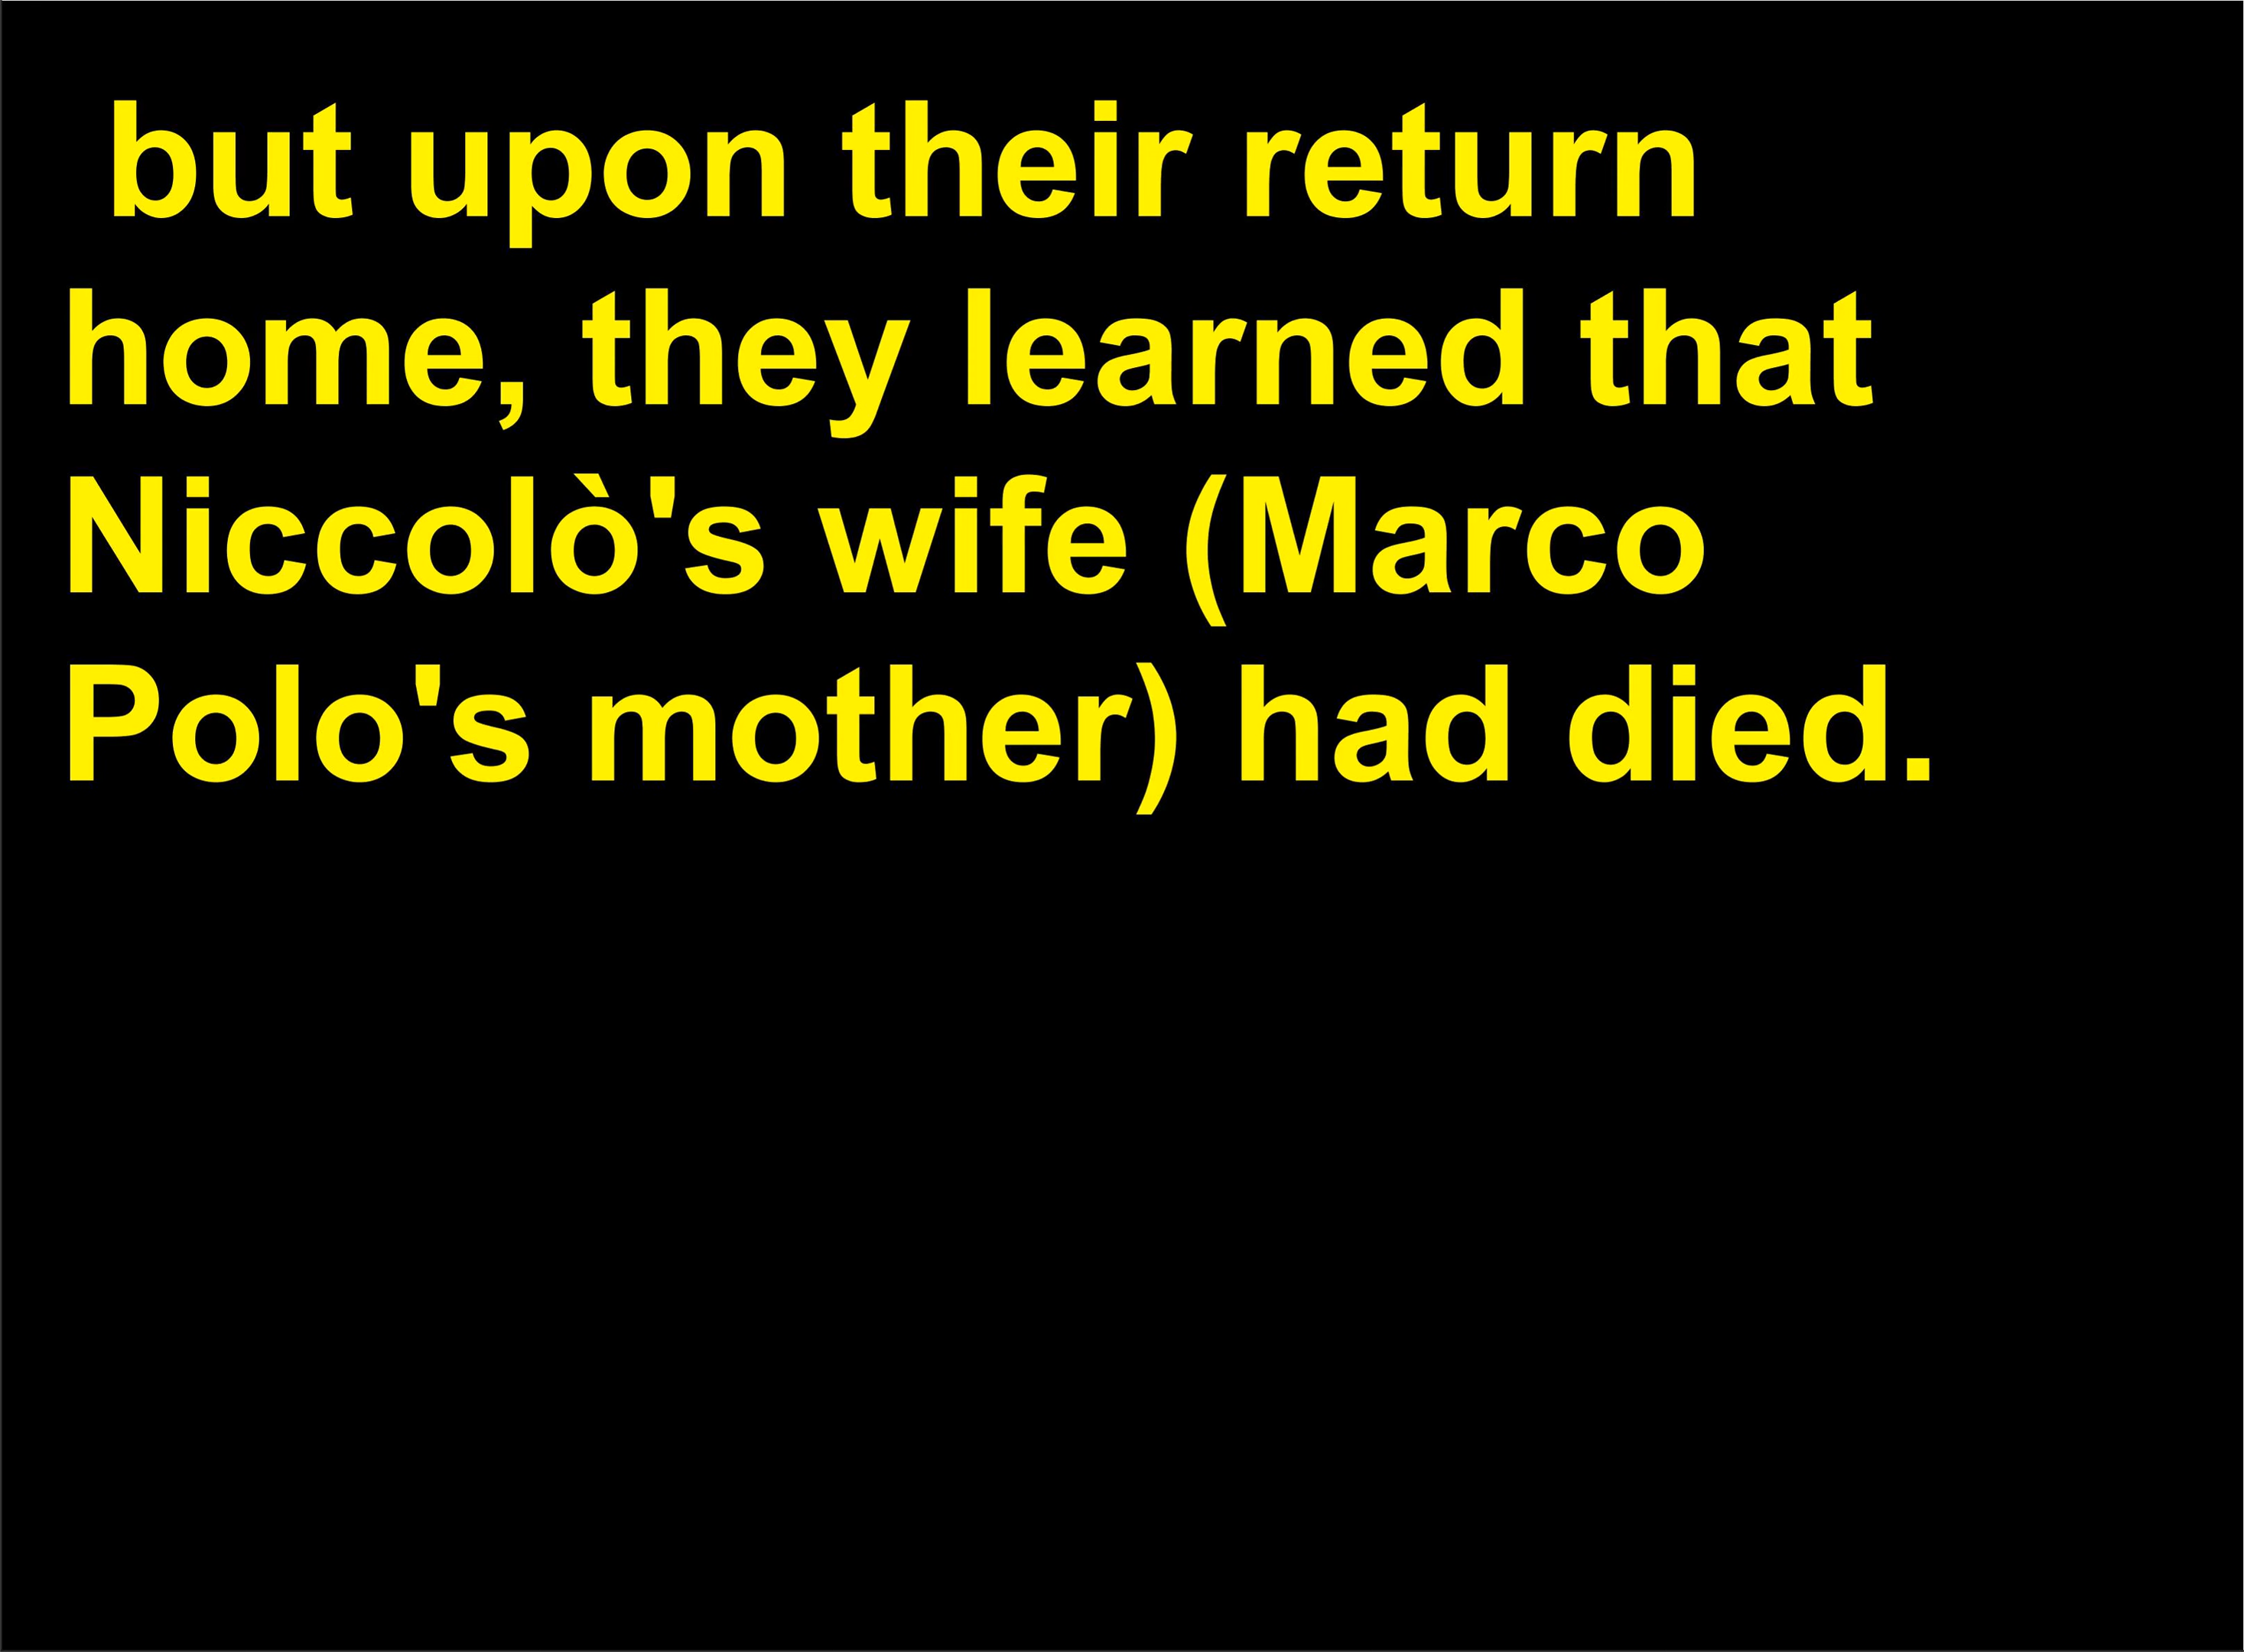 but upon their return
home, they learned that
Niccolò's wife (Marco
Polo's mother) had died.